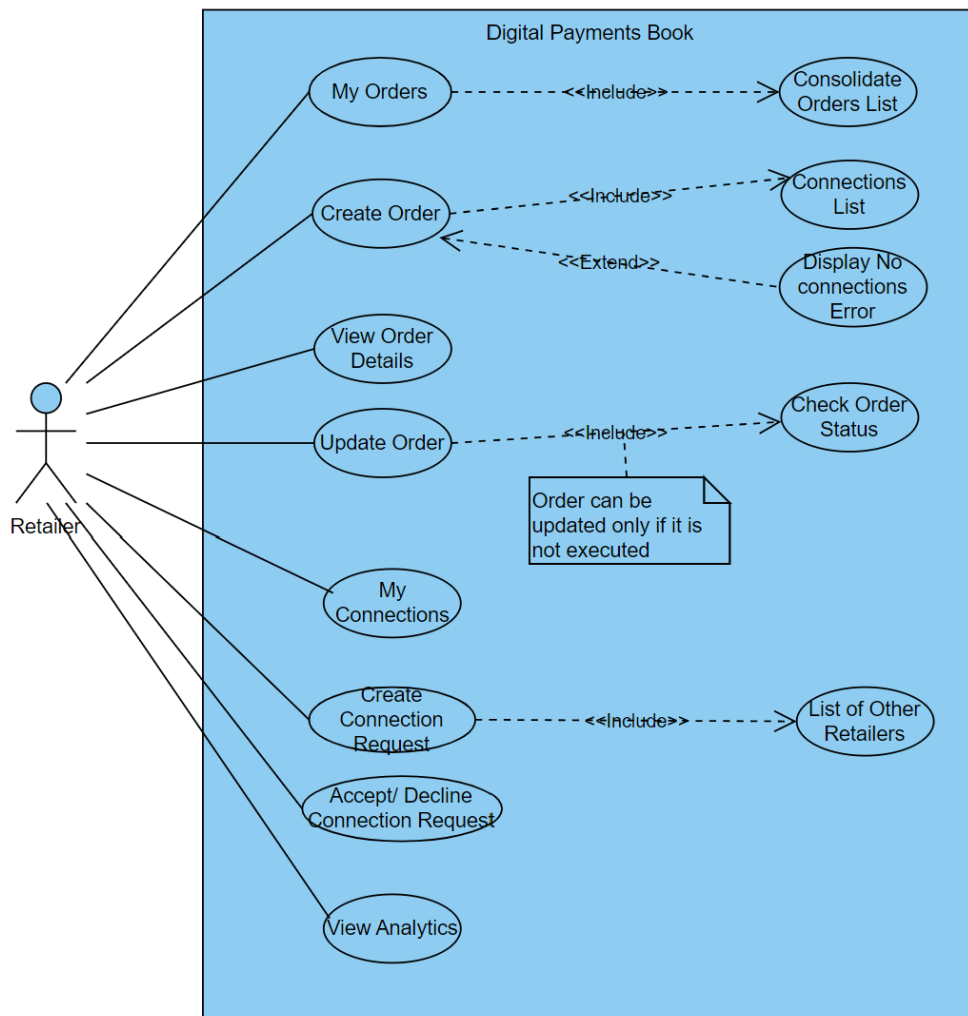 Digital Payments Book
My Orders
<<Include>>
Consolidate
Orders List
Create Order
<<Include>>
Connections
List
<<Extend>>
Display No
connections
Error
View Order
Details
Update Order
<<Include>>
Check Order
Status
Order can be
updated only if it is
not executed
Retailer
My
Connections
Create
Connection
Request
<<Include>>
List of Other
Retailers
Accept/ Decline
Connection Request
View Analytics